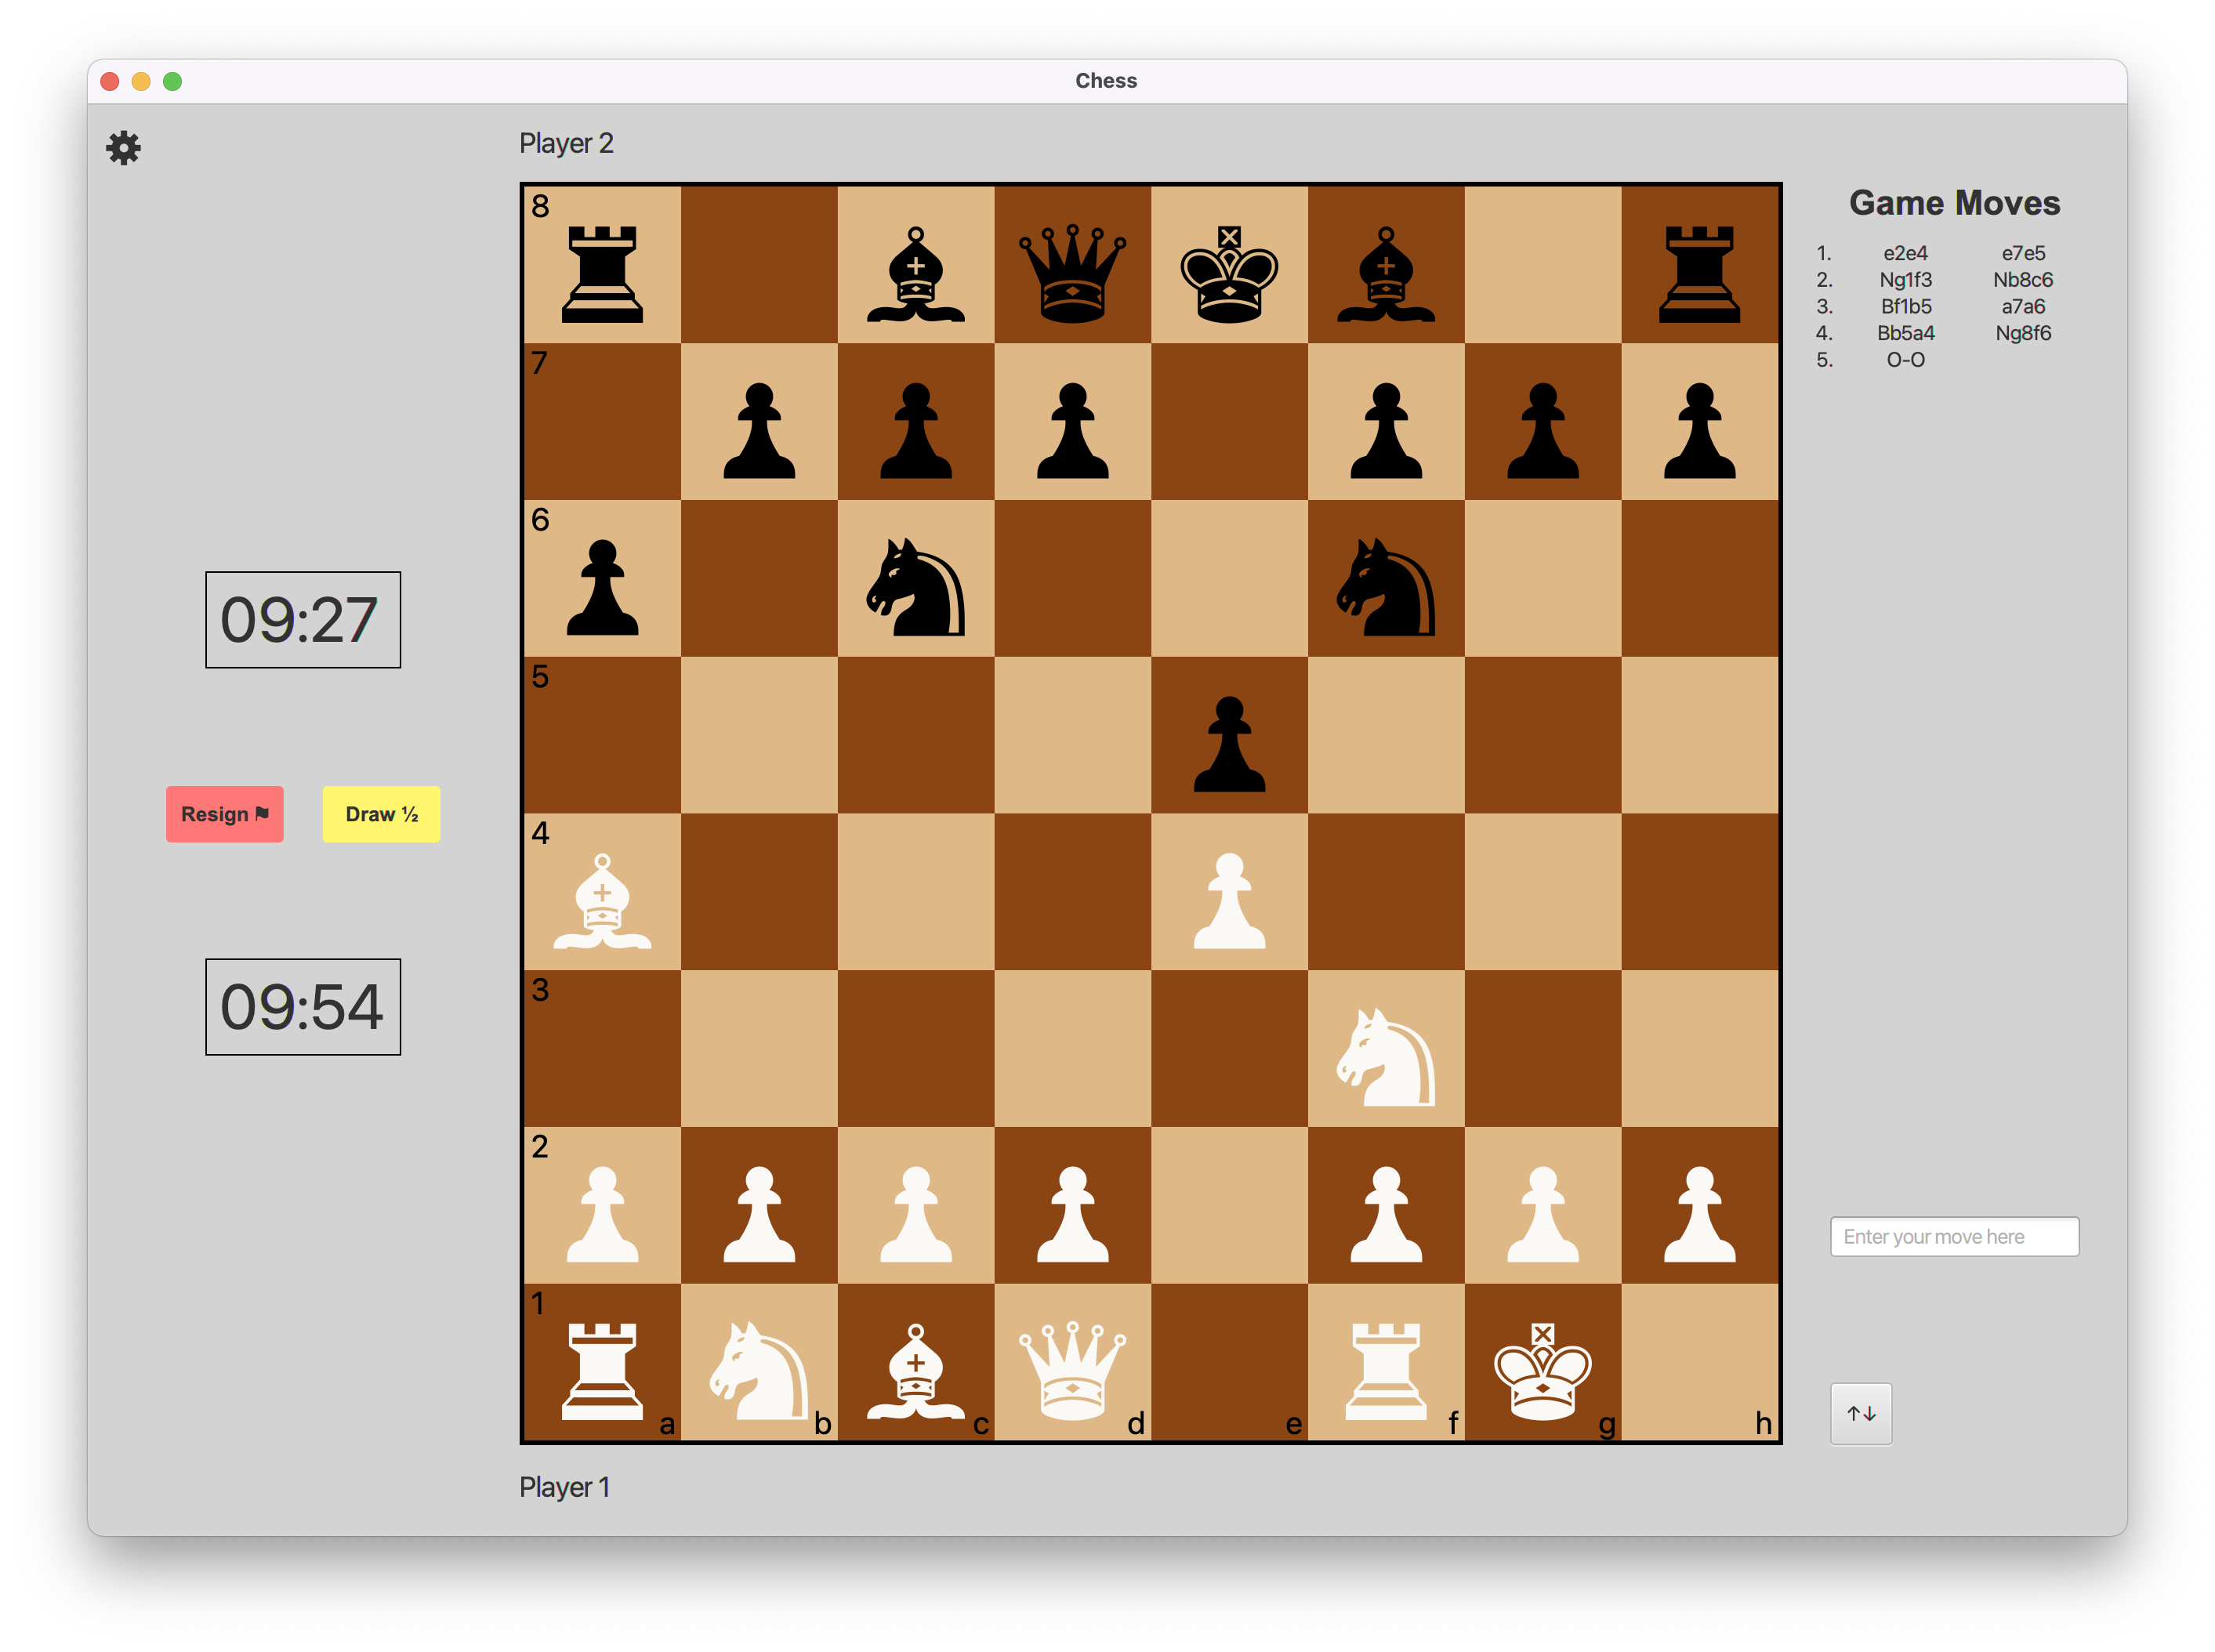 Chess
Player 2
Game Moves
1. e2e4 e7e5
2. Ng1f3 Nb8c6
3. Bf1b5 a7a6
4. Bb5a4 Ng8f6
5. O-O
09:27
Resign ⚑ Draw ½
09:54
8
7
6
5
4
3
2
1
a b c d e f g h
Enter your move here
↑↓
Player 1